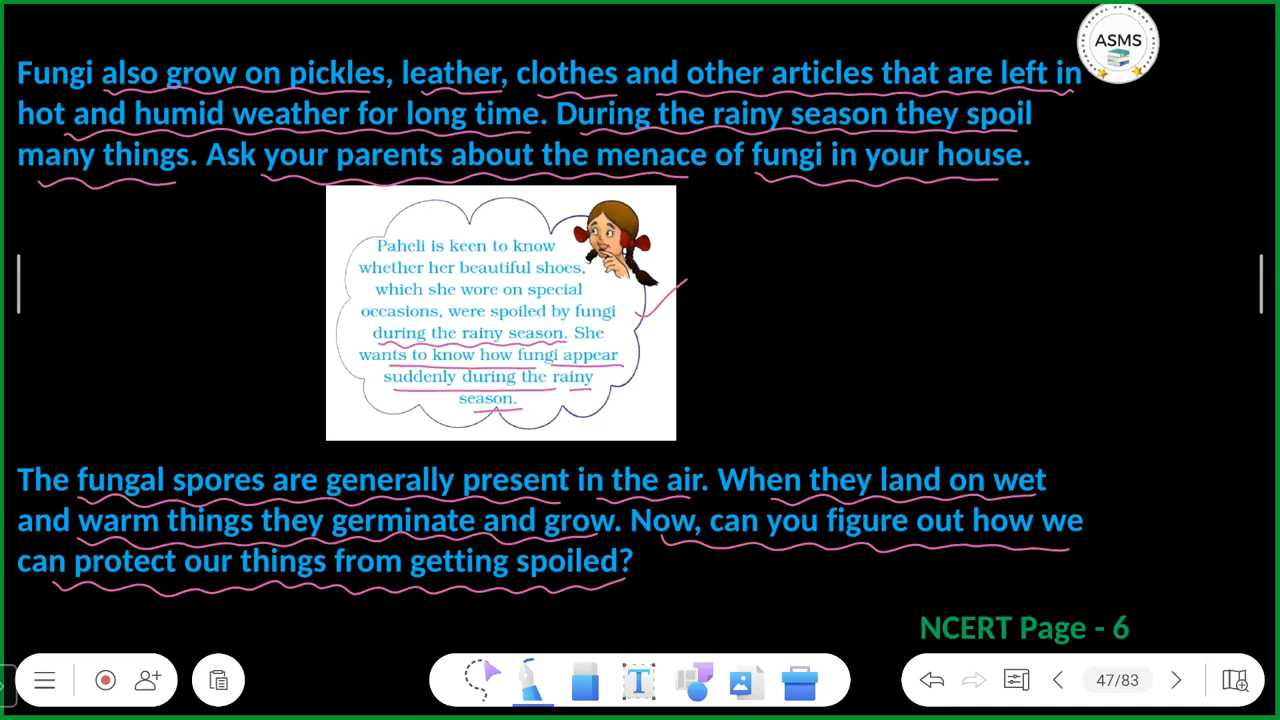 ASMS
Fungi also grow on pickles, leather, clothes and other articles that are left in
hot and humid weather for long time. During the rainy season they spoil
many things. Ask your parents about the menace of fungi in your house.
Paheli is keen to know
whether her beautiful shoes,
which she wore on special
occasions, were spoiled by fungi
during the rainy season. She
wants to know how fungi appear
suddenly during the rainy
season.
The fungal spores are generally present in the air. When they land on wet
and warm things they germinate and grow. Now, can you figure out how we
can protect our things from getting spoiled?
NCERT Page - 6
47/83